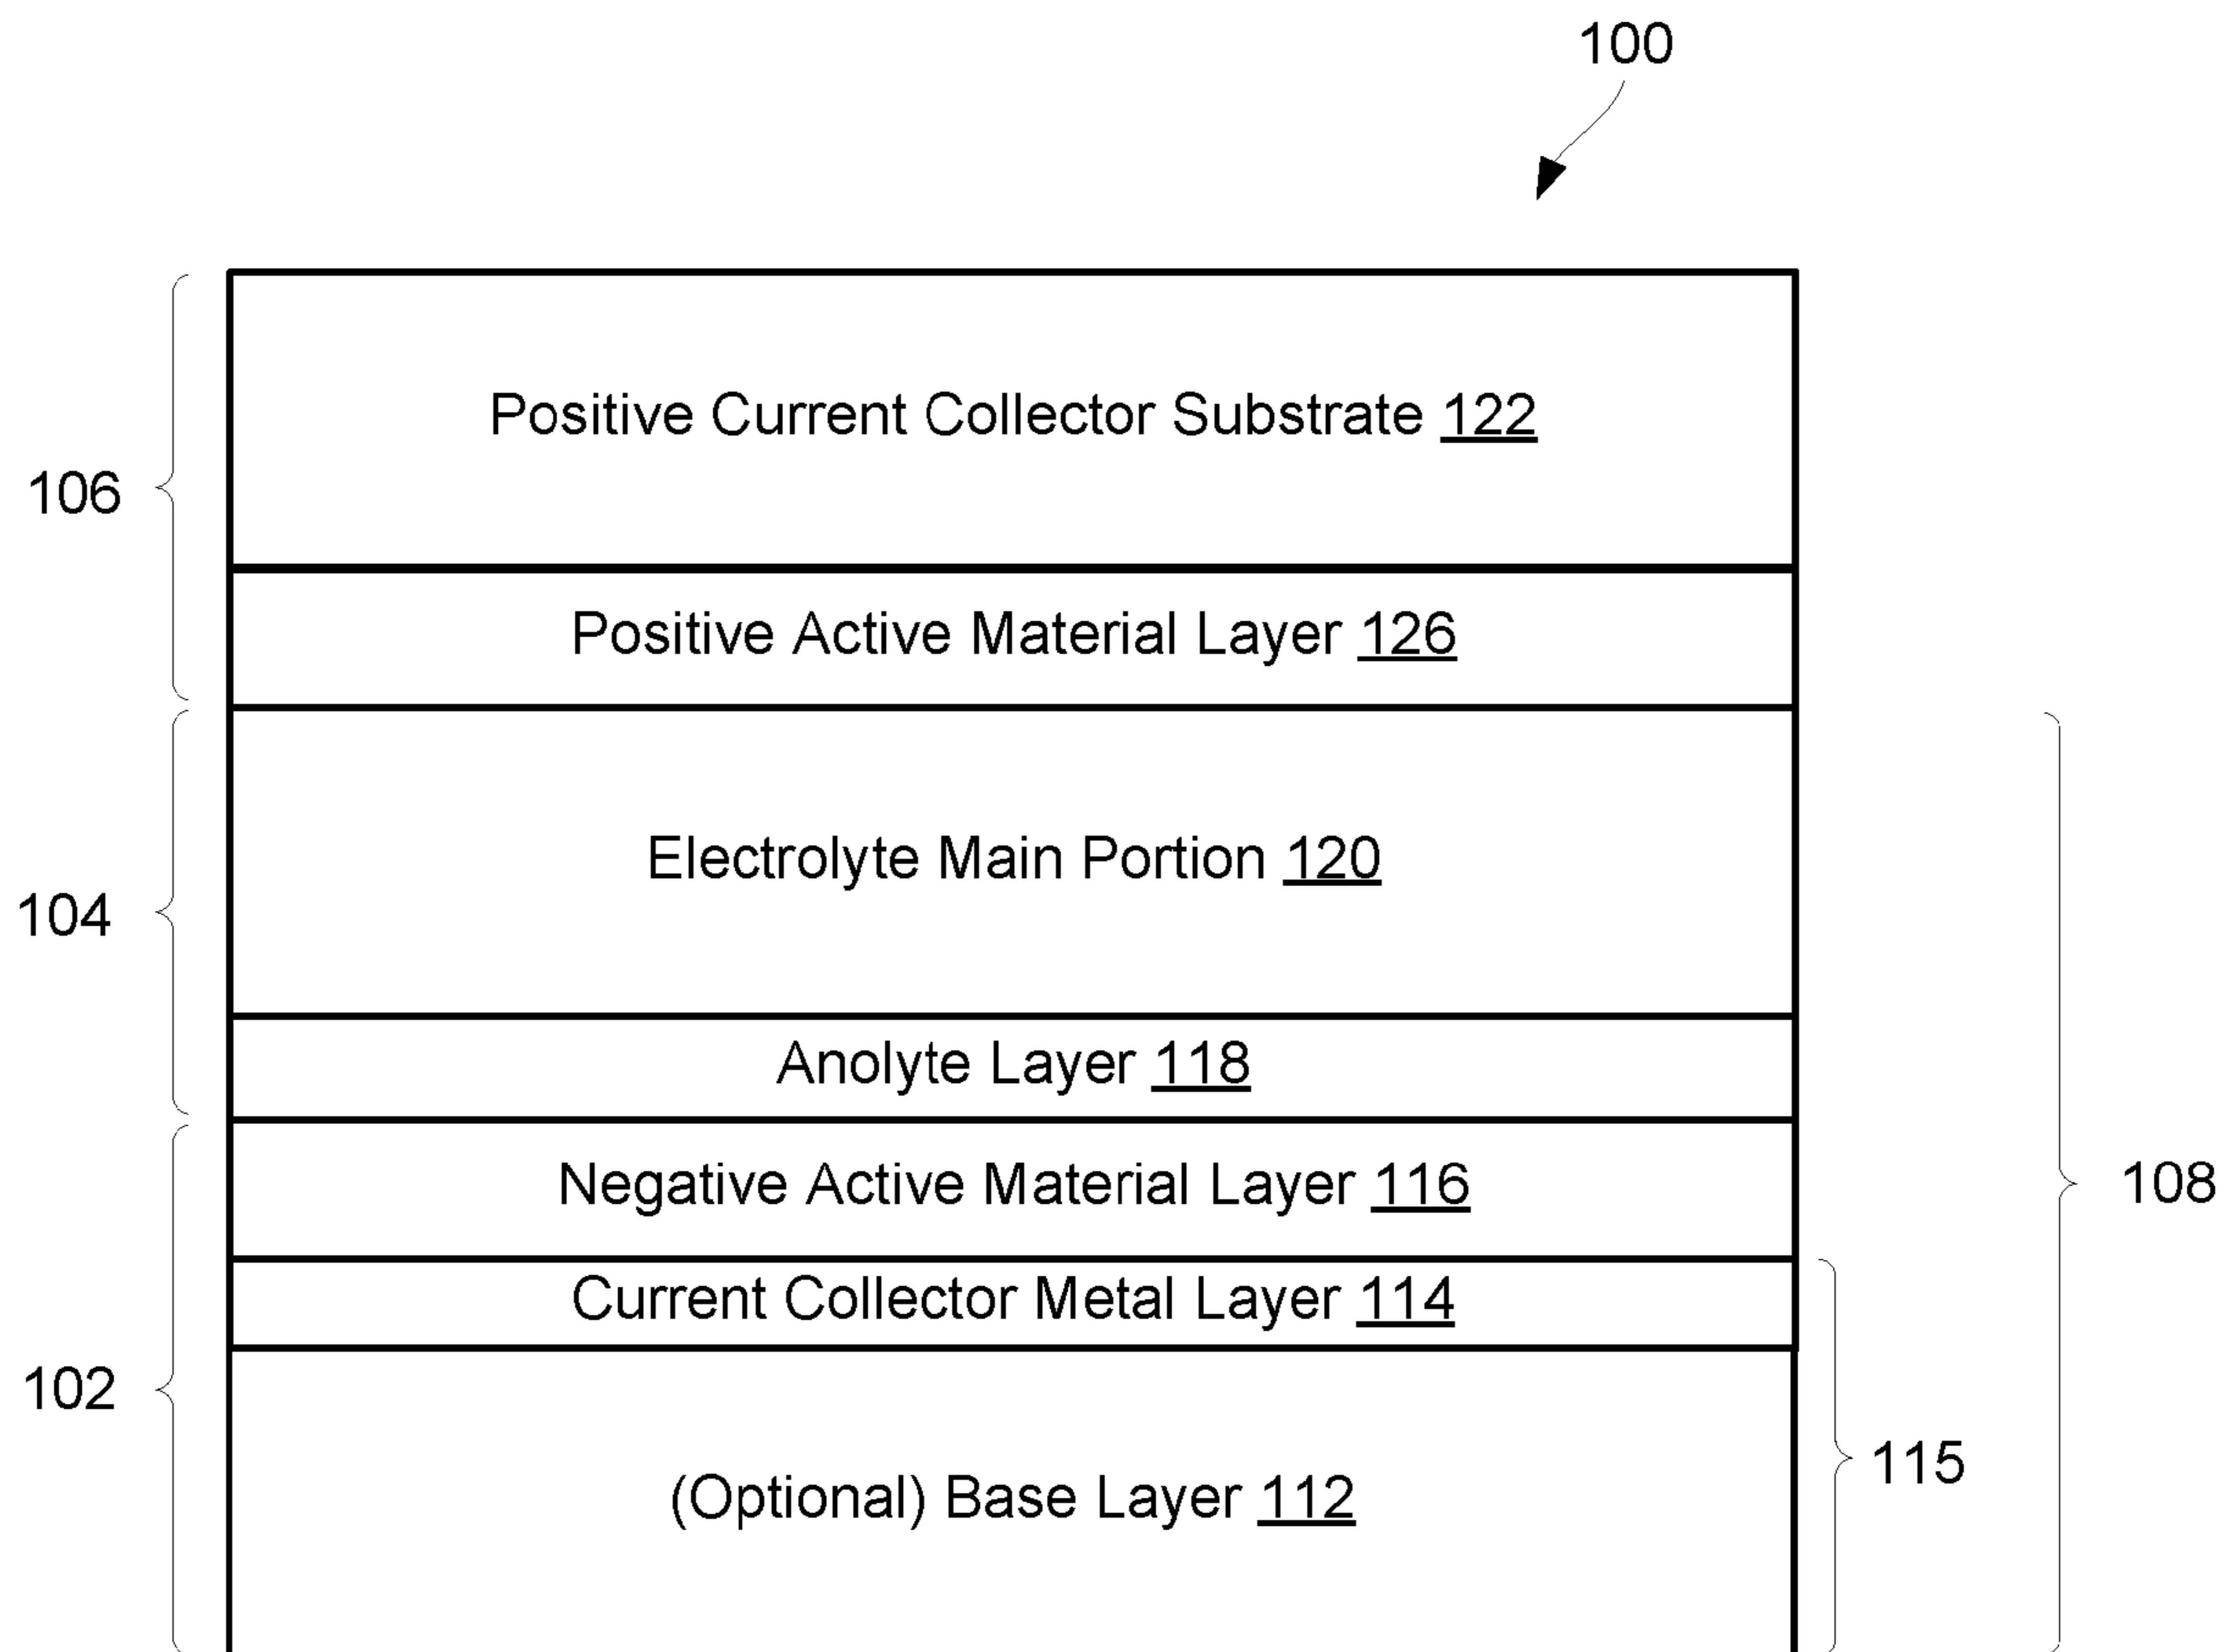 100
Positive Current Collector Substrate 122
106
Positive Active Material Layer 126
Electrolyte Main Portion 120
104
Anolyte Layer 118
Negative Active Material Layer 116
108
Current Collector Metal Layer 114
102
115
(Optional) Base Layer 112